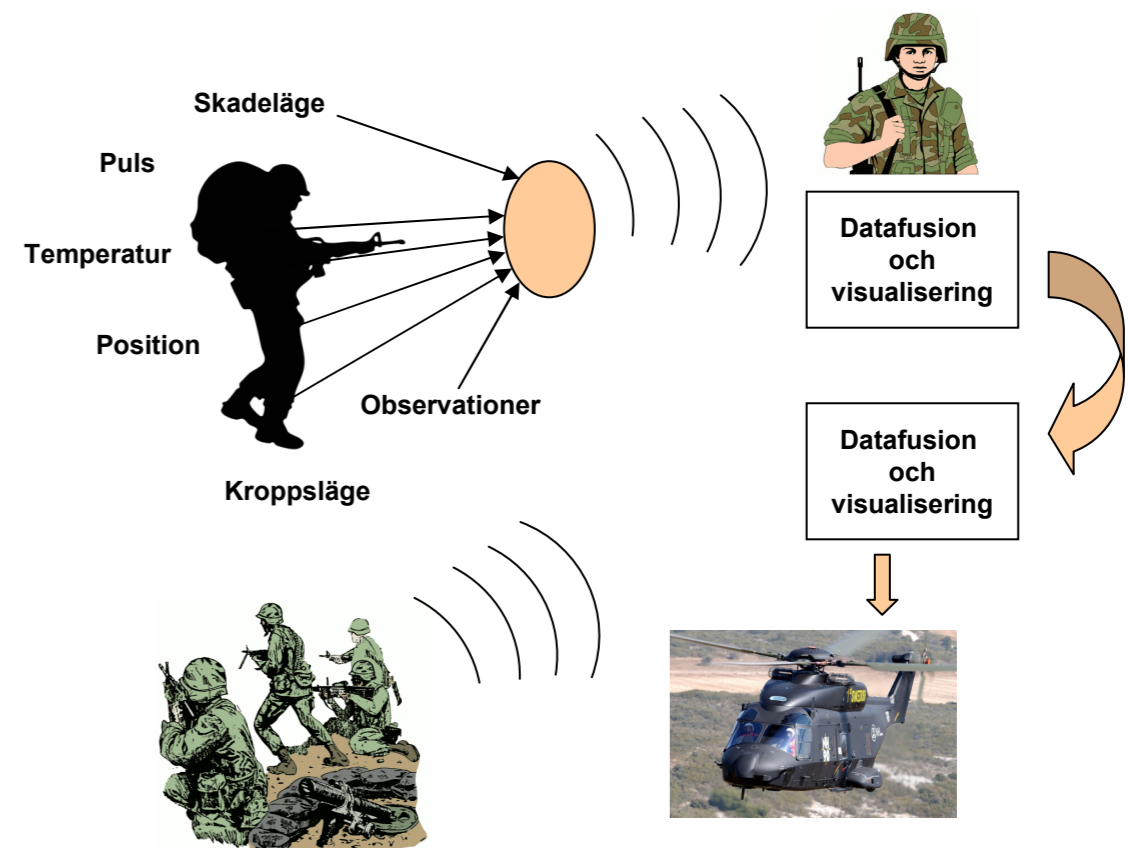 Skadeläge
Puls
Temperatur
Position
Observationer
Kroppsläge
Datafusion
och
visualisering
Datafusion
och
visualisering